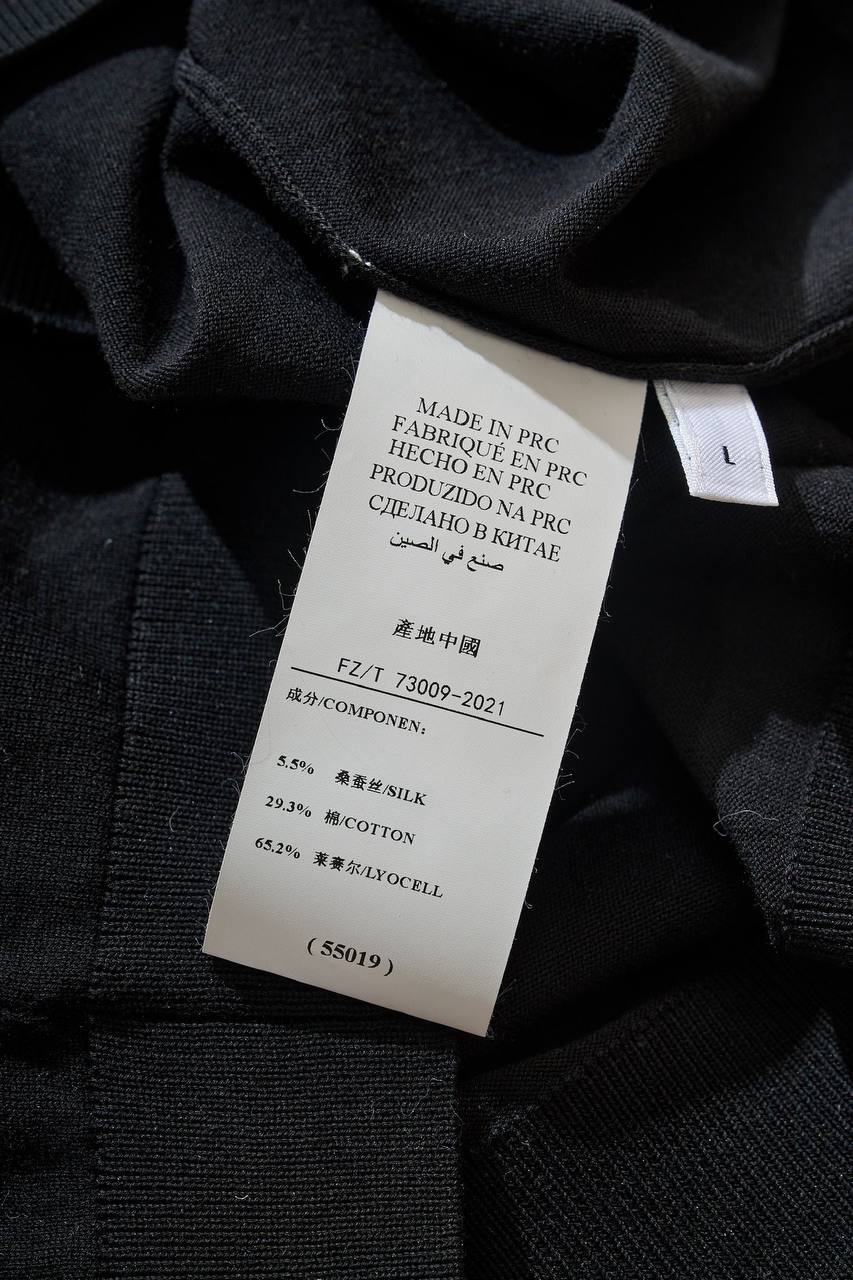 MADE IN PRC
FABRIQUÉ EN PRC
HECHO EN PRC
PRODUZIDO NA PRC
СДЕЛАНО В КИТАЕ
صنع في الصين
產地中國
FZ/T 73009-2021
成分/COMPONEN:
5.5% 桑蚕丝/SILK
29.3% 棉/COTTON
65.2% 莱赛尔/LYOCELL
( 55019 )
L